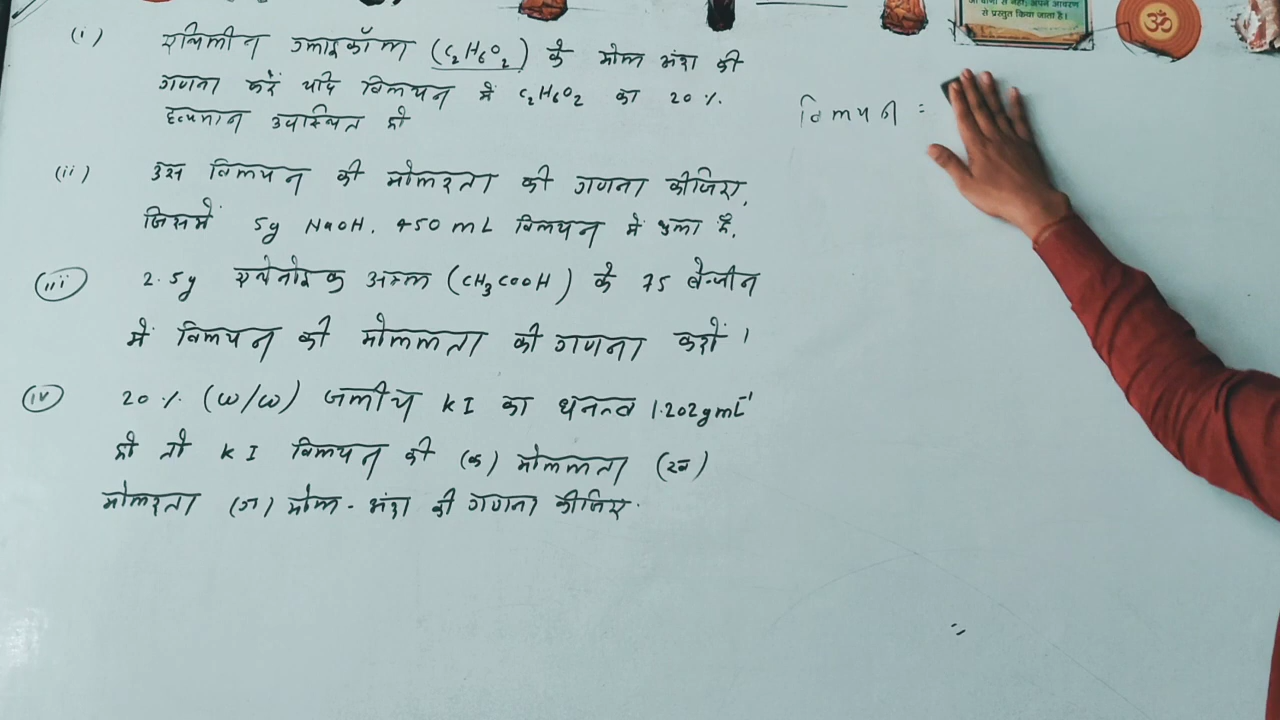 (i) एथिलीन ग्लाइकॉल (C₂H₆O₂) के मोल अंश की
गणना करें यदि विलयन में C₂H₆O₂ का 20 %.
द्रव्यमान उपस्थित हो
(ii) उस विलयन की मोलरता की गणना कीजिए,
जिसमें 5g NaOH, 450 mL विलयन में घुला है.
(iii) 2.5g एथेनोइक अम्ल (CH₃COOH) के 75 बेन्जीन
में विलयन की मोललता की गणना करो।
(iv) 20 % (w/w) जलीय KI का घनत्व 1.202gmL⁻¹
हो तो KI विलयन की (क) मोललता (ख)
मोलरता (ग) मोल-अंश की गणना कीजिए.
विलयन =
से प्रस्तुत किया जाता है।
ॐ